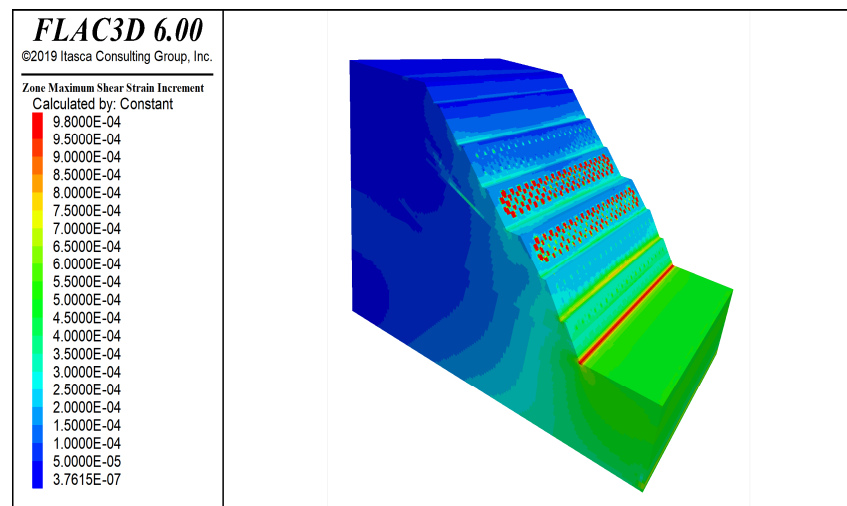 FLAC3D 6.00
©2019 Itasca Consulting Group, Inc.
Zone Maximum Shear Strain Increment
Calculated by: Constant
9.8000E-04
9.5000E-04
9.0000E-04
8.5000E-04
8.0000E-04
7.5000E-04
7.0000E-04
6.5000E-04
6.0000E-04
5.5000E-04
5.0000E-04
4.5000E-04
4.0000E-04
3.5000E-04
3.0000E-04
2.5000E-04
2.0000E-04
1.5000E-04
1.0000E-04
5.0000E-05
3.7615E-07